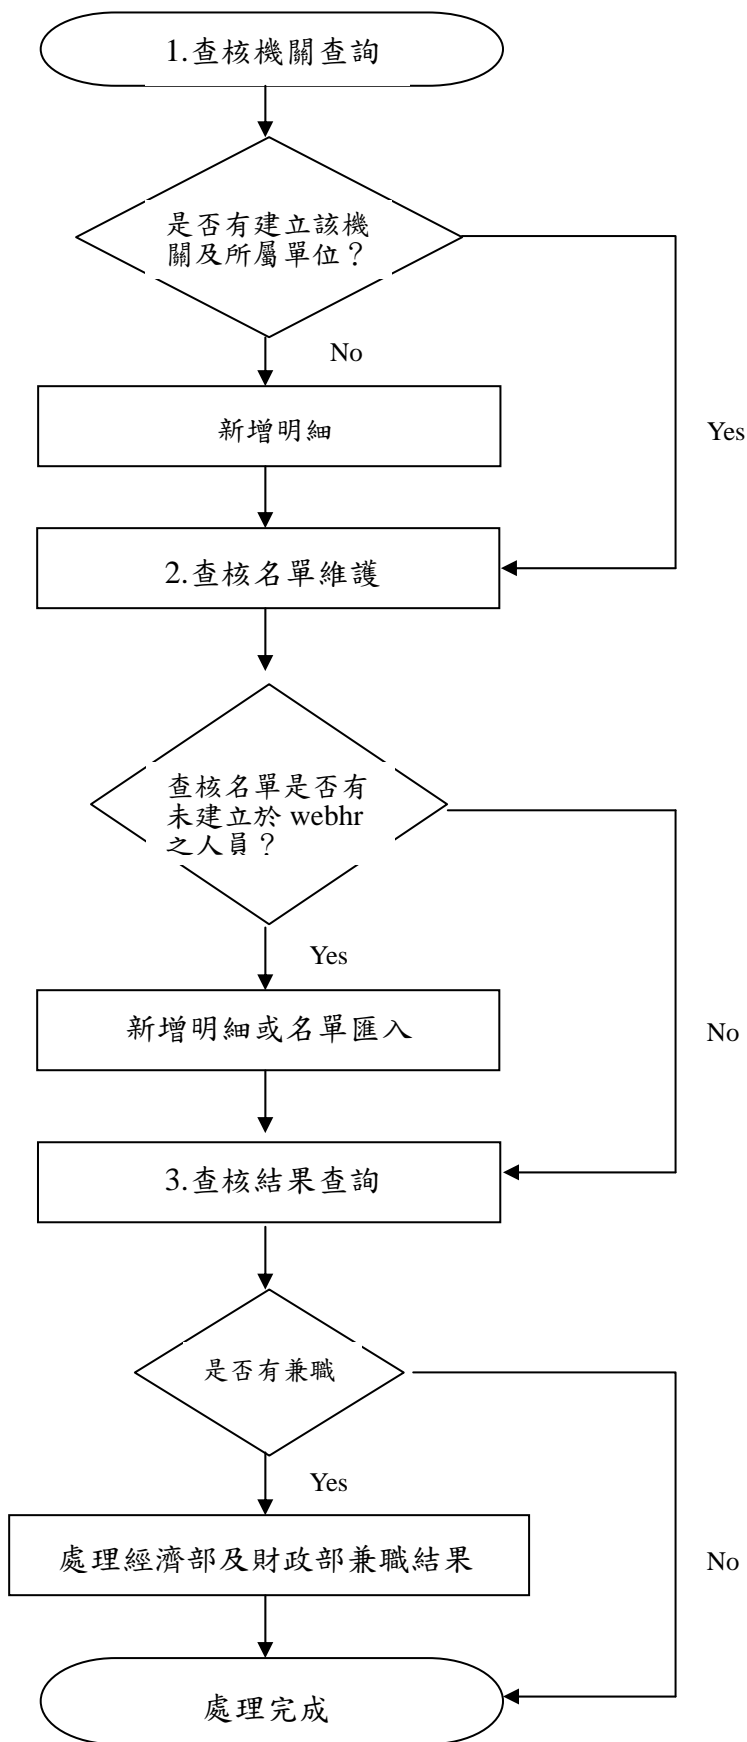 1.查核機關查詢
是否有建立該機
關及所屬單位？
No
新增明細
Yes
2.查核名單維護
查核名單是否有
未建立於 webhr
之人員？
Yes
新增明細或名單匯入
No
3.查核結果查詢
是否有兼職
Yes
處理經濟部及財政部兼職結果
No
處理完成